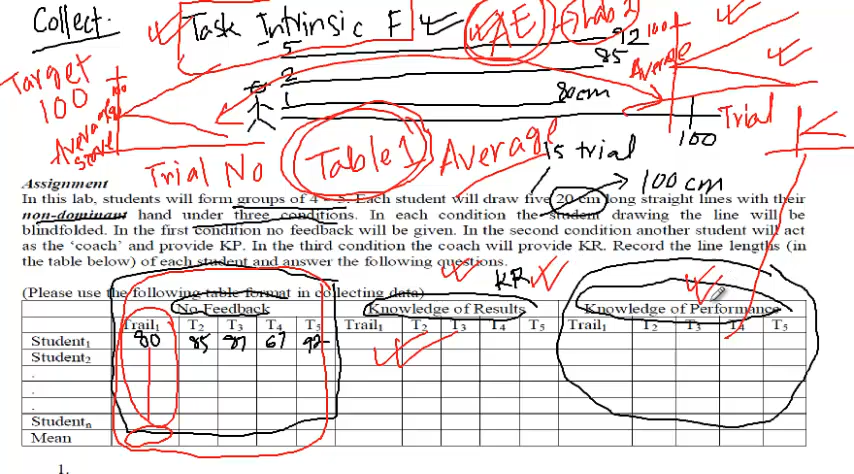 Collect.
Task Intrinsic F
AE
Lab 2
5
92
100
2
85
Average
1
80cm
Target
100
Average
score
Trial
100
Trial No
Table 1
Average
15 trial
100 cm
Assignment
In this lab, students will form groups of 4 – 5. Each student will draw five 20 cm long straight lines with their
non-dominant hand under three conditions. In each condition the student drawing the line will be
blindfolded. In the first condition no feedback will be given. In the second condition another student will act
as the 'coach' and provide KP. In the third condition the coach will provide KR. Record the line lengths (in
the table below) of each student and answer the following questions.
KR
(Please use the following table format in collecting data)
No Feedback Knowledge of Results Knowledge of Performance
Trail1 T2 T3 T4 T5 Trail1 T2 T3 T4 T5 Trail1 T2 T3 T4 T5
Student1 80 85 87 67 92
Student2
.
.
.
Studentn
Mean
1.